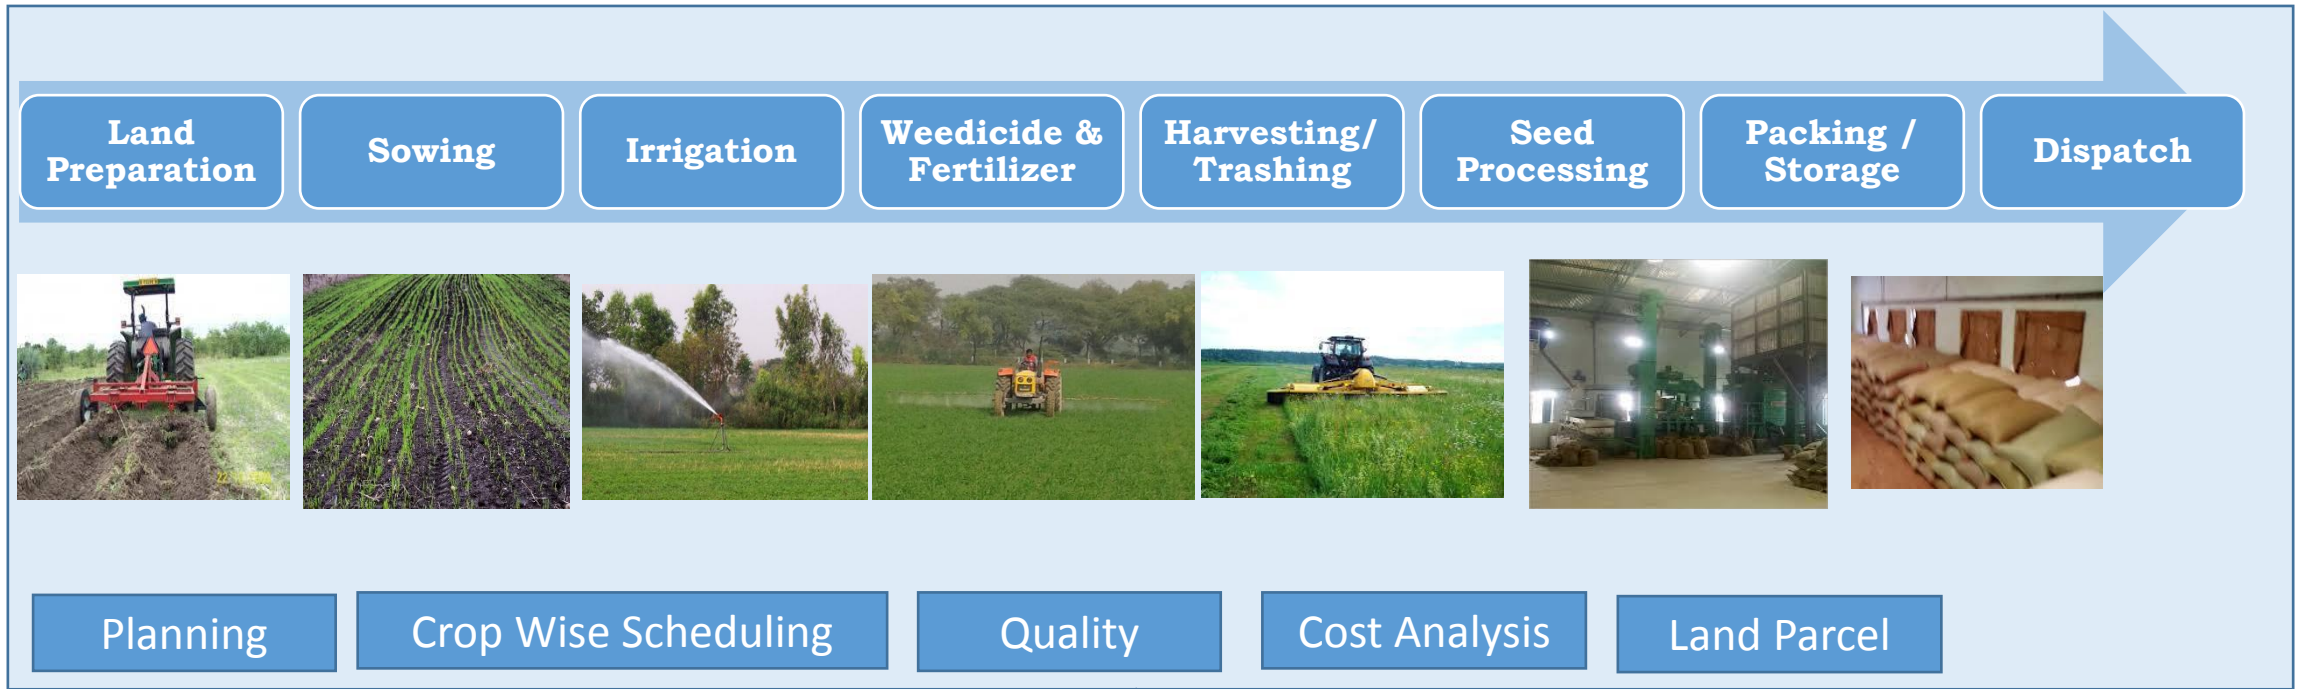 Land
Preparation
Sowing
Irrigation
Weedicide &
Fertilizer
Harvesting/
Trashing
Seed
Processing
Packing /
Storage
Dispatch
Planning
Crop Wise Scheduling
Quality
Cost Analysis
Land Parcel